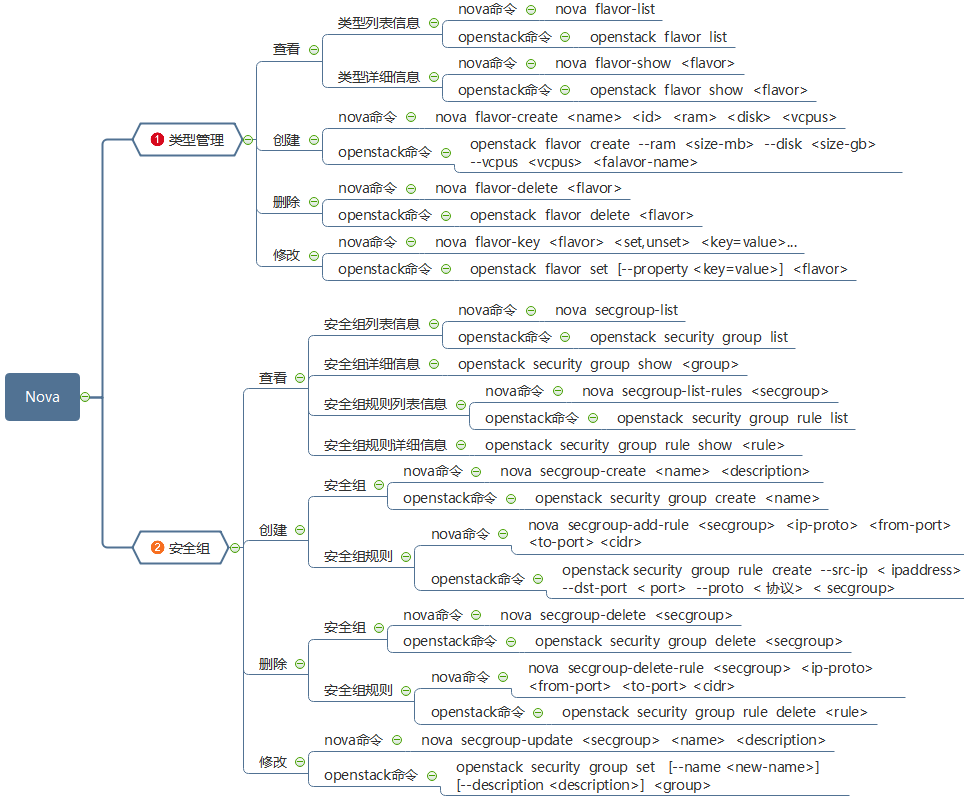 Nova
1 类型管理
查看
类型列表信息
nova命令 nova flavor-list
openstack命令 openstack flavor list
类型详细信息
nova命令 nova flavor-show <flavor>
openstack命令 openstack flavor show <flavor>
创建
nova命令 nova flavor-create <name> <id> <ram> <disk> <vcpus>
openstack命令 openstack flavor create --ram <size-mb> --disk <size-gb>
--vcpus <vcpus> <falavor-name>
删除
nova命令 nova flavor-delete <flavor>
openstack命令 openstack flavor delete <flavor>
修改
nova命令 nova flavor-key <flavor> <set,unset> <key=value>...
openstack命令 openstack flavor set [--property <key=value>] <flavor>
2 安全组
查看
安全组列表信息
nova命令 nova secgroup-list
openstack命令 openstack security group list
安全组详细信息 openstack security group show <group>
安全组规则列表信息
nova命令 nova secgroup-list-rules <secgroup>
openstack命令 openstack security group rule list
安全组规则详细信息 openstack security group rule show <rule>
创建
安全组
nova命令 nova secgroup-create <name> <description>
openstack命令 openstack security group create <name>
安全组规则
nova命令 nova secgroup-add-rule <secgroup> <ip-proto> <from-port>
<to-port> <cidr>
openstack命令 openstack security group rule create --src-ip < ipaddress>
--dst-port < port> --proto < 协议> < secgroup>
删除
安全组
nova命令 nova secgroup-delete <secgroup>
openstack命令 openstack security group delete <secgroup>
安全组规则
nova命令 nova secgroup-delete-rule <secgroup> <ip-proto>
<from-port> <to-port> <cidr>
openstack命令 openstack security group rule delete <rule>
修改
nova命令 nova secgroup-update <secgroup> <name> <description>
openstack命令 openstack security group set [--name <new-name>]
[--description <description>] <group>